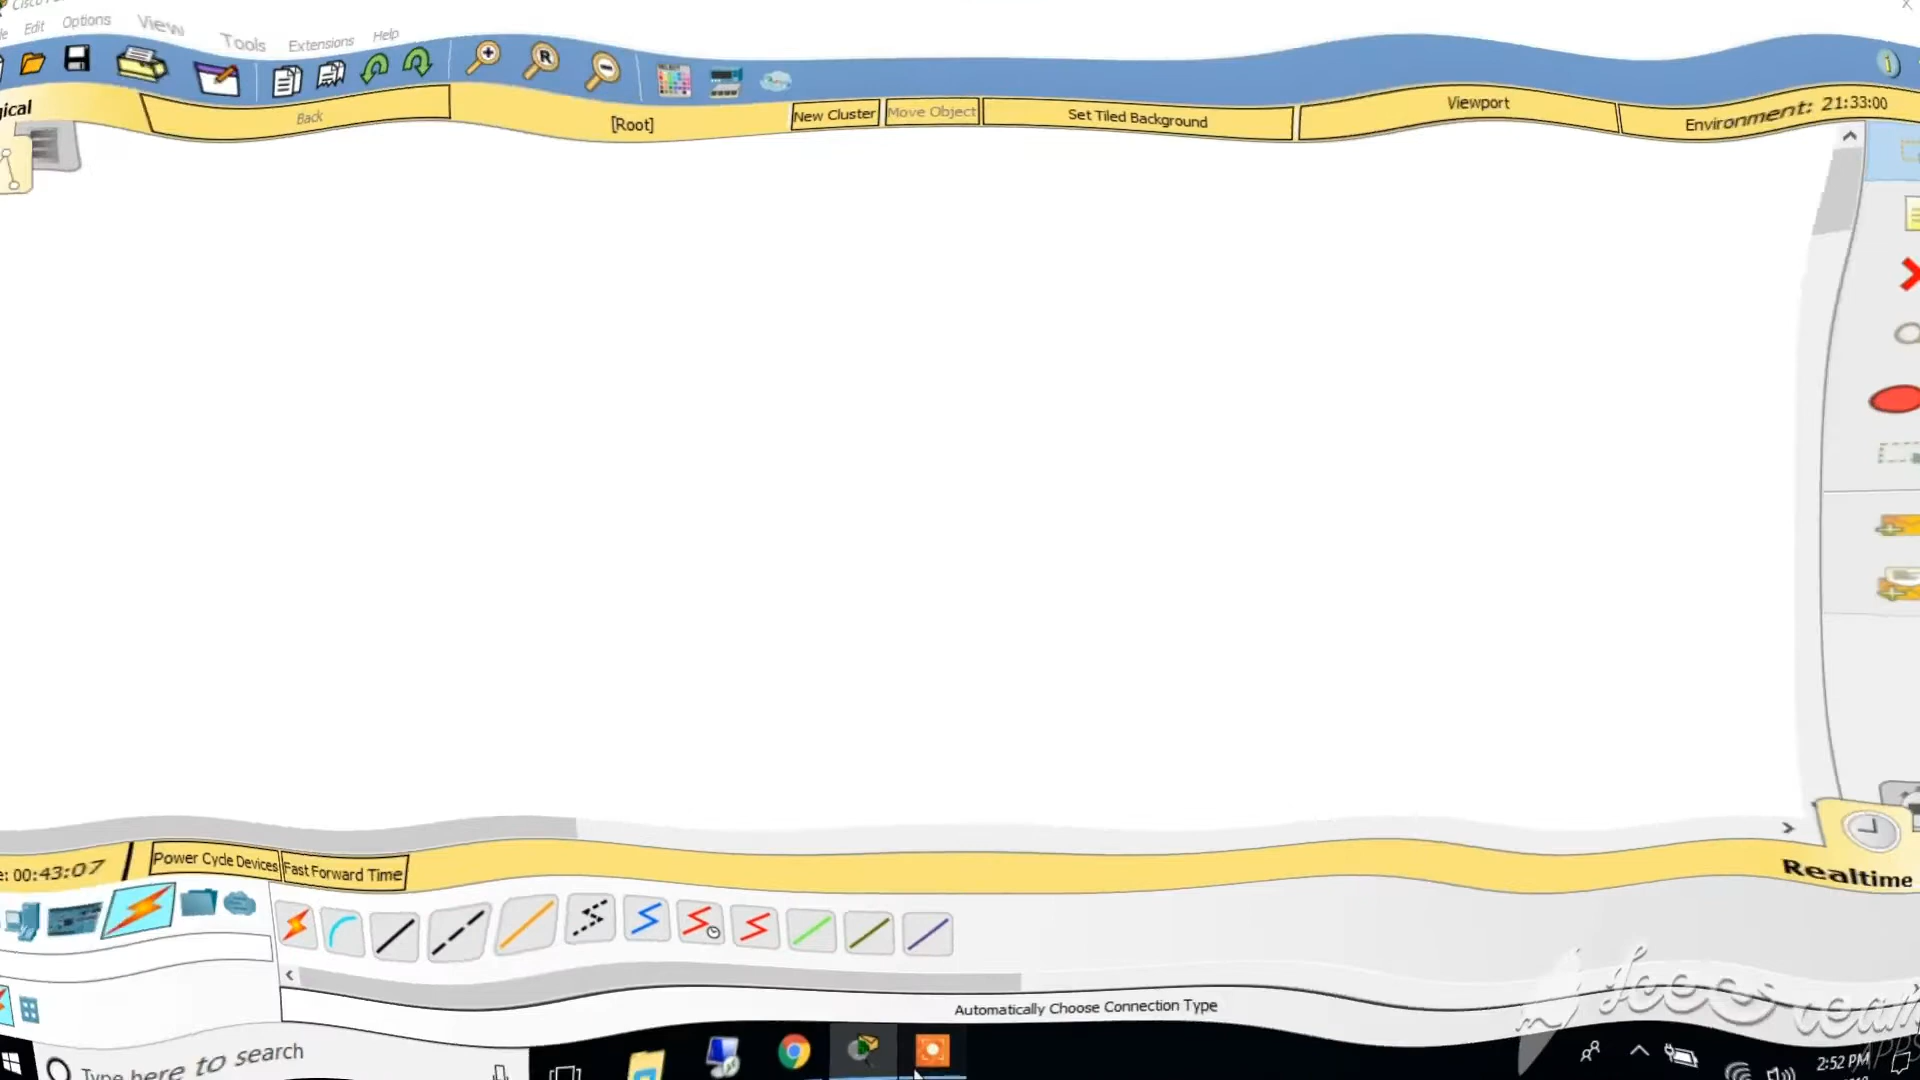 Cisco
Edit Options View Tools Extensions Help
gical
Back
[Root]
New Cluster
Move Object
Set Tiled Background
Viewport
Environment: 21:33:00
e: 00:43:07
Power Cycle Devices
Fast Forward Time
Realtime
Automatically Choose Connection Type
Type here to search
2:52 PM